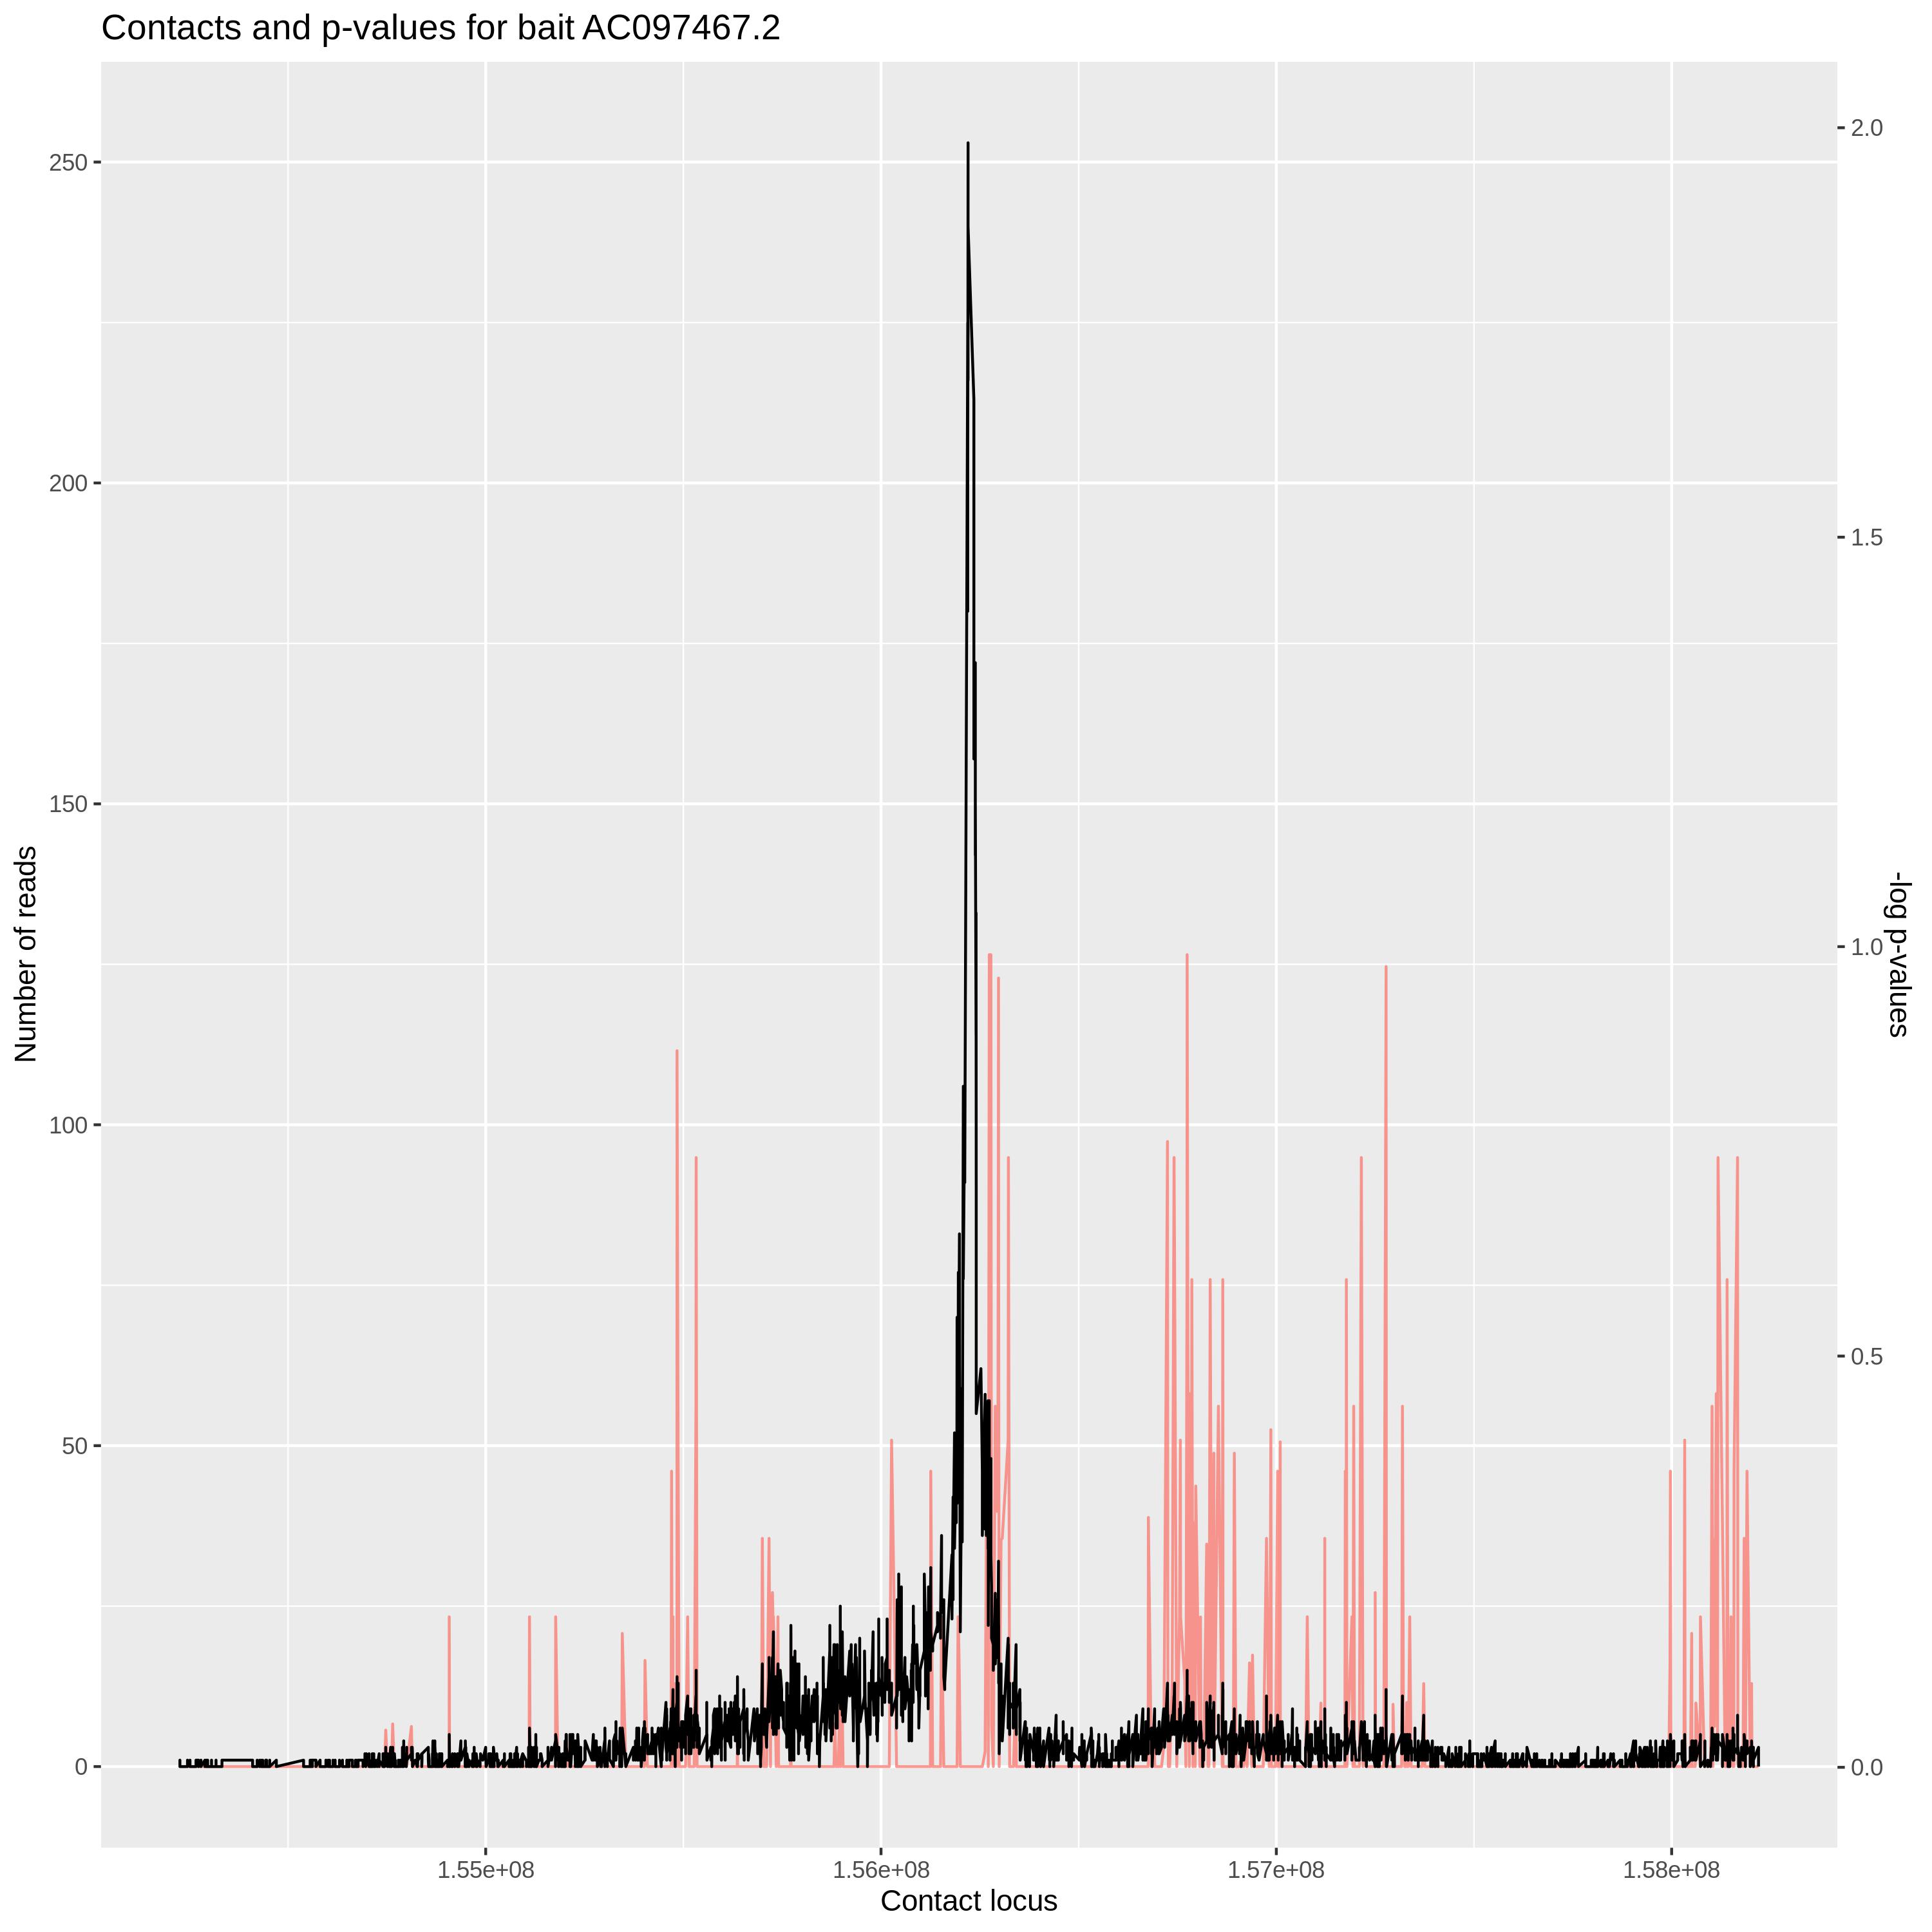 Contacts and p-values for bait AC097467.2
250
200
150
100
50
0
Number of reads
2.0
1.5
1.0
0.5
0.0
-log p-values
1.55e+08
1.56e+08
1.57e+08
1.58e+08
Contact locus